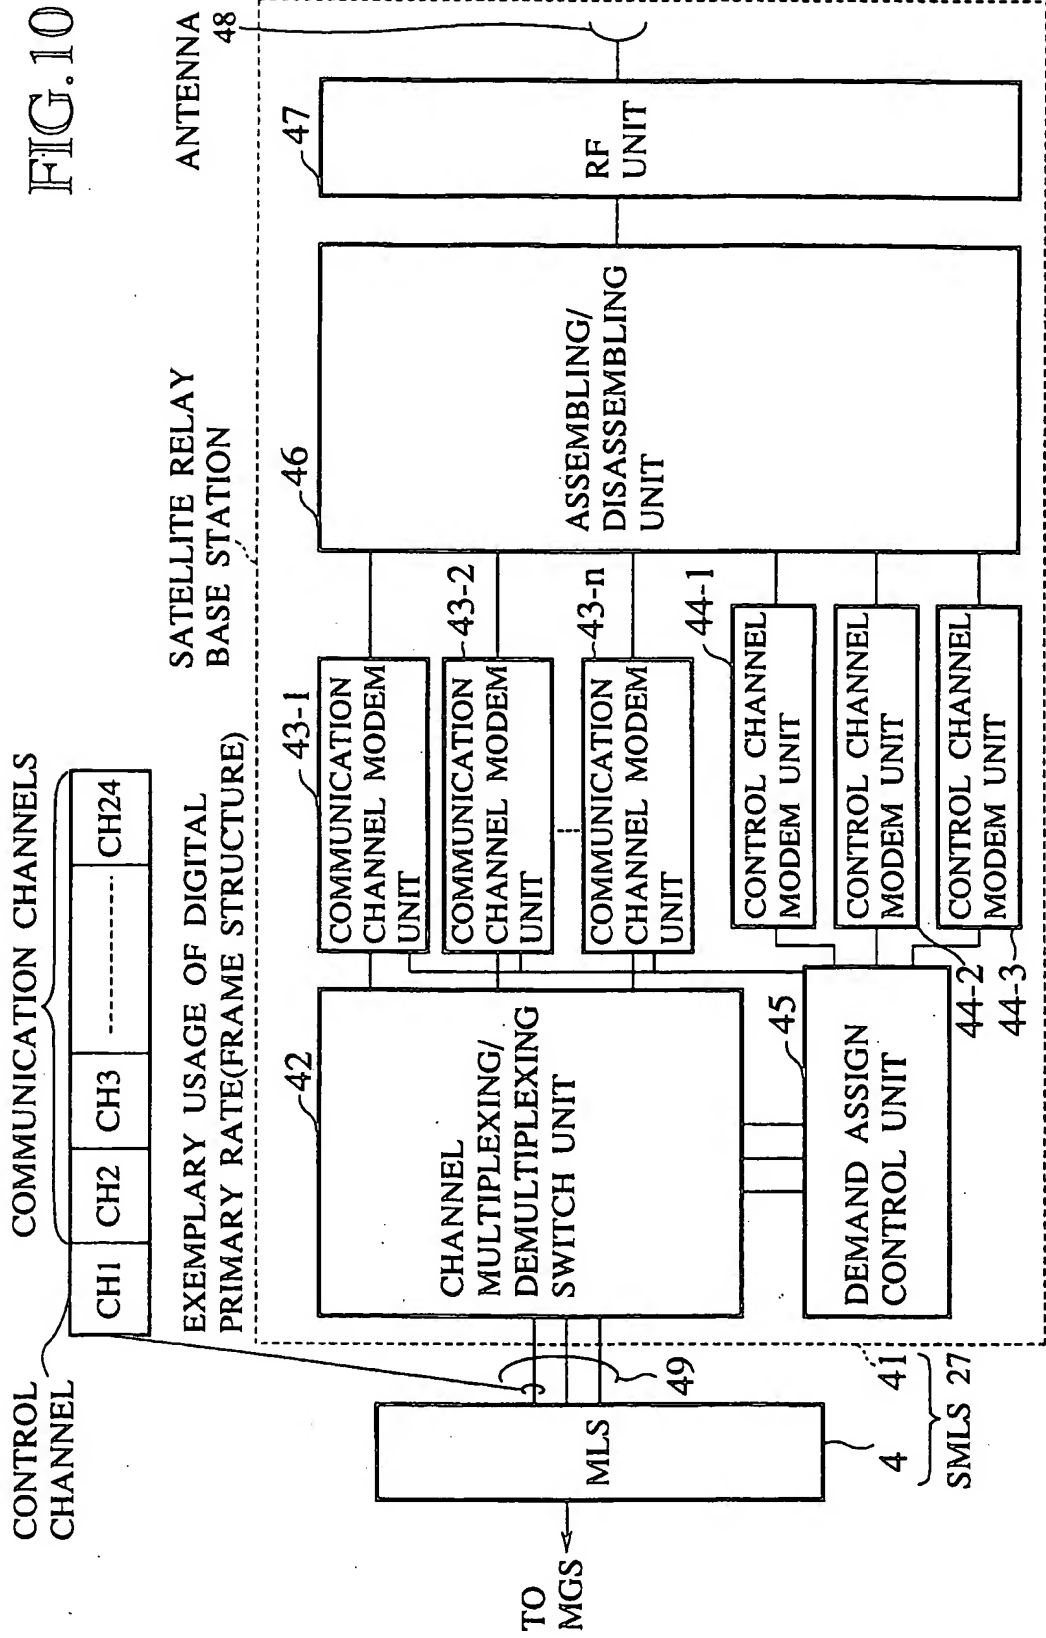 FIG.10
CONTROL
CHANNEL
COMMUNICATION CHANNELS
CH1
CH2
CH3
CH24
EXEMPLARY USAGE OF DIGITAL
PRIMARY RATE(FRAME STRUCTURE)
SATELLITE RELAY
BASE STATION
ANTENNA
48
TO
MGS
MLS
4
49
42
CHANNEL
MULTIPLEXING/
DEMULTIPLEXING
SWITCH UNIT
43-1
COMMUNICATION
CHANNEL MODEM
UNIT
43-2
COMMUNICATION
CHANNEL MODEM
UNIT
43-n
COMMUNICATION
CHANNEL MODEM
UNIT
44-1
CONTROL CHANNEL
MODEM UNIT
CONTROL CHANNEL
MODEM UNIT
44-2
CONTROL CHANNEL
MODEM UNIT
44-3
45
DEMAND ASSIGN
CONTROL UNIT
46
ASSEMBLING/
DISASSEMBLING
UNIT
47
RF
UNIT
41
SMLS 27